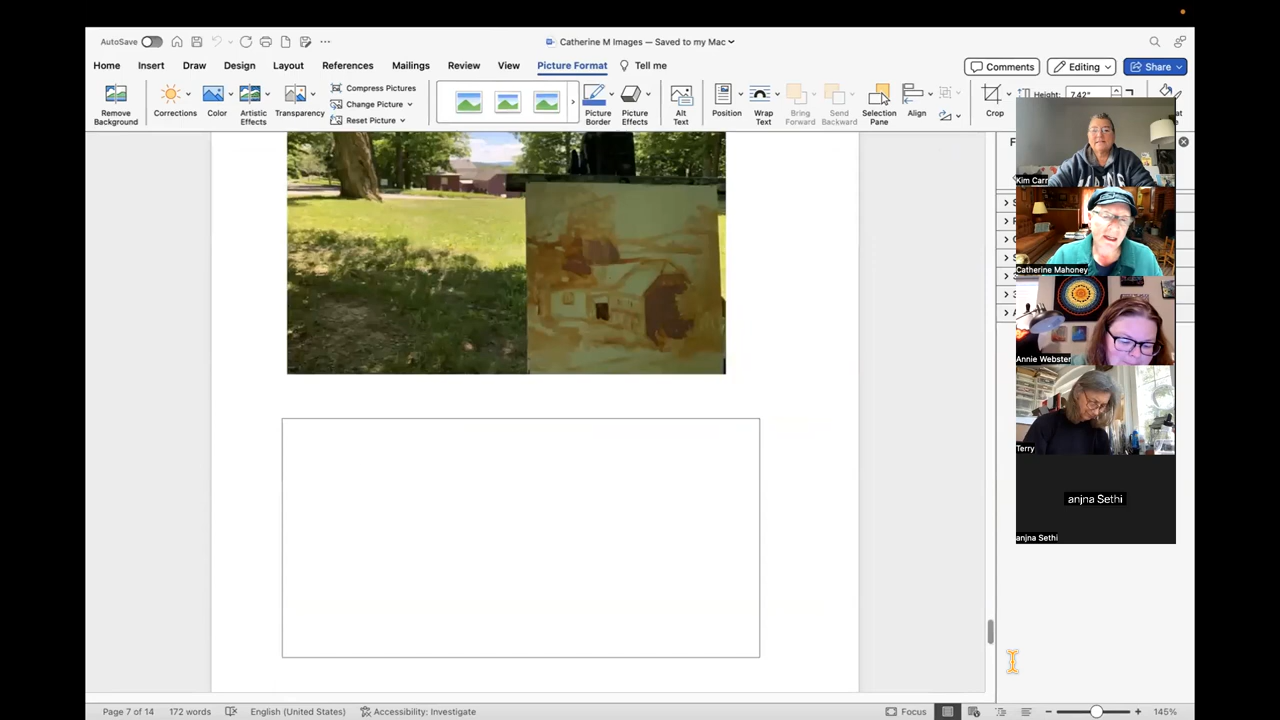 AutoSave
Catherine M Images — Saved to my Mac
Home Insert Draw Design Layout References Mailings Review View Picture Format Tell me
Comments Editing Share
Remove Background
Corrections
Color
Artistic Effects
Transparency
Compress Pictures
Change Picture
Reset Picture
Picture Border
Picture Effects
Alt Text
Position
Wrap Text
Bring Forward
Send Backward
Selection Pane
Align
Crop
Height: 7.42"
Kim Carr
Catherine Mahoney
Annie Webster
Terry
anjna Sethi
anjna Sethi
Page 7 of 14 172 words English (United States) Accessibility: Investigate Focus 145%